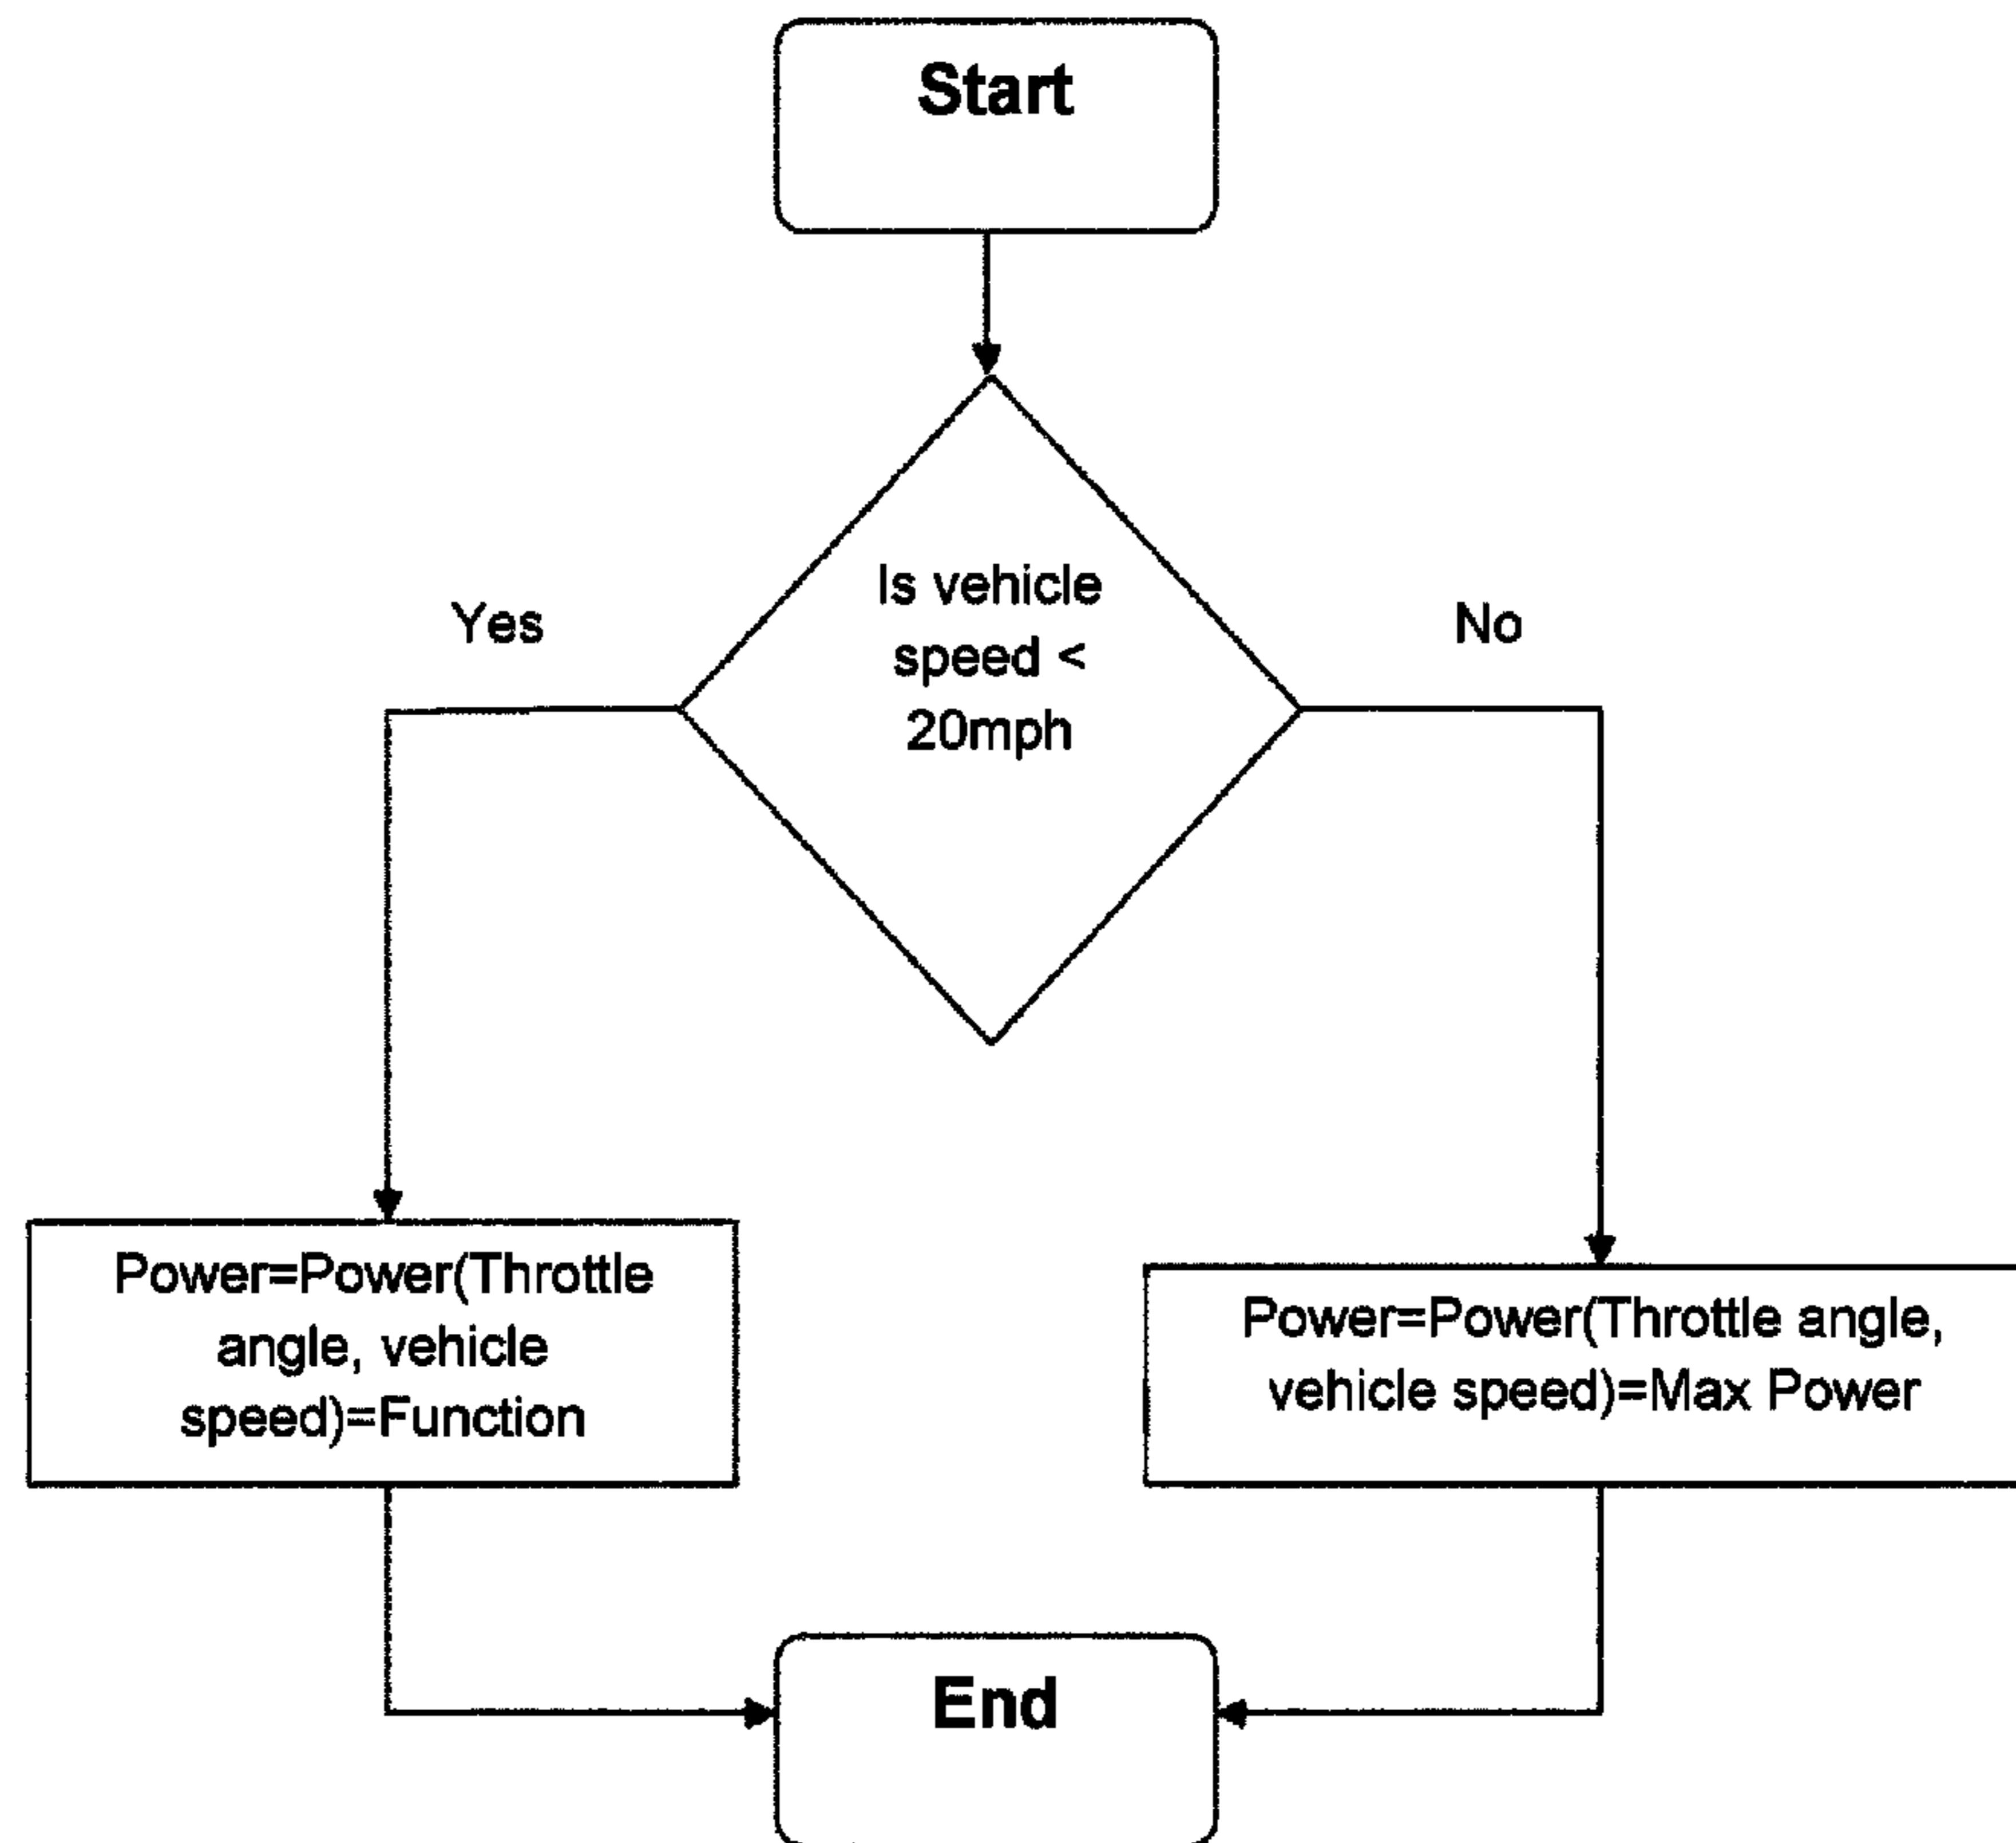 Start
Is vehicle
speed <
20mph
Yes
No
Power=Power(Throttle
angle, vehicle
speed)=Function
Power=Power(Throttle angle,
vehicle speed)=Max Power
End